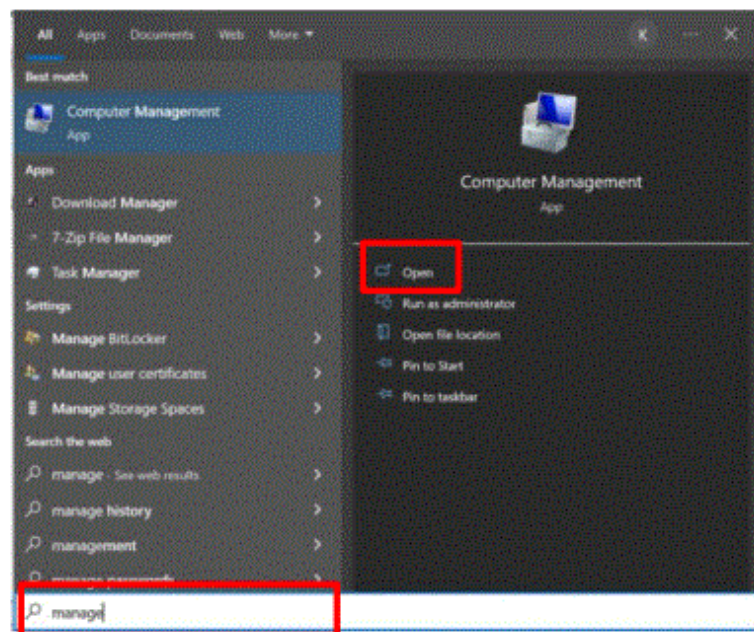 All Apps Documents Web More K ...
Best match
Computer Management
App
Apps
Download Manager
7-Zip File Manager
Task Manager
Settings
Manage BitLocker
Manage user certificates
Manage Storage Spaces
Search the web
manage - See web results
manage history
management
manage passwords
manage
Computer Management
App
Open
Run as administrator
Open file location
Pin to Start
Pin to taskbar